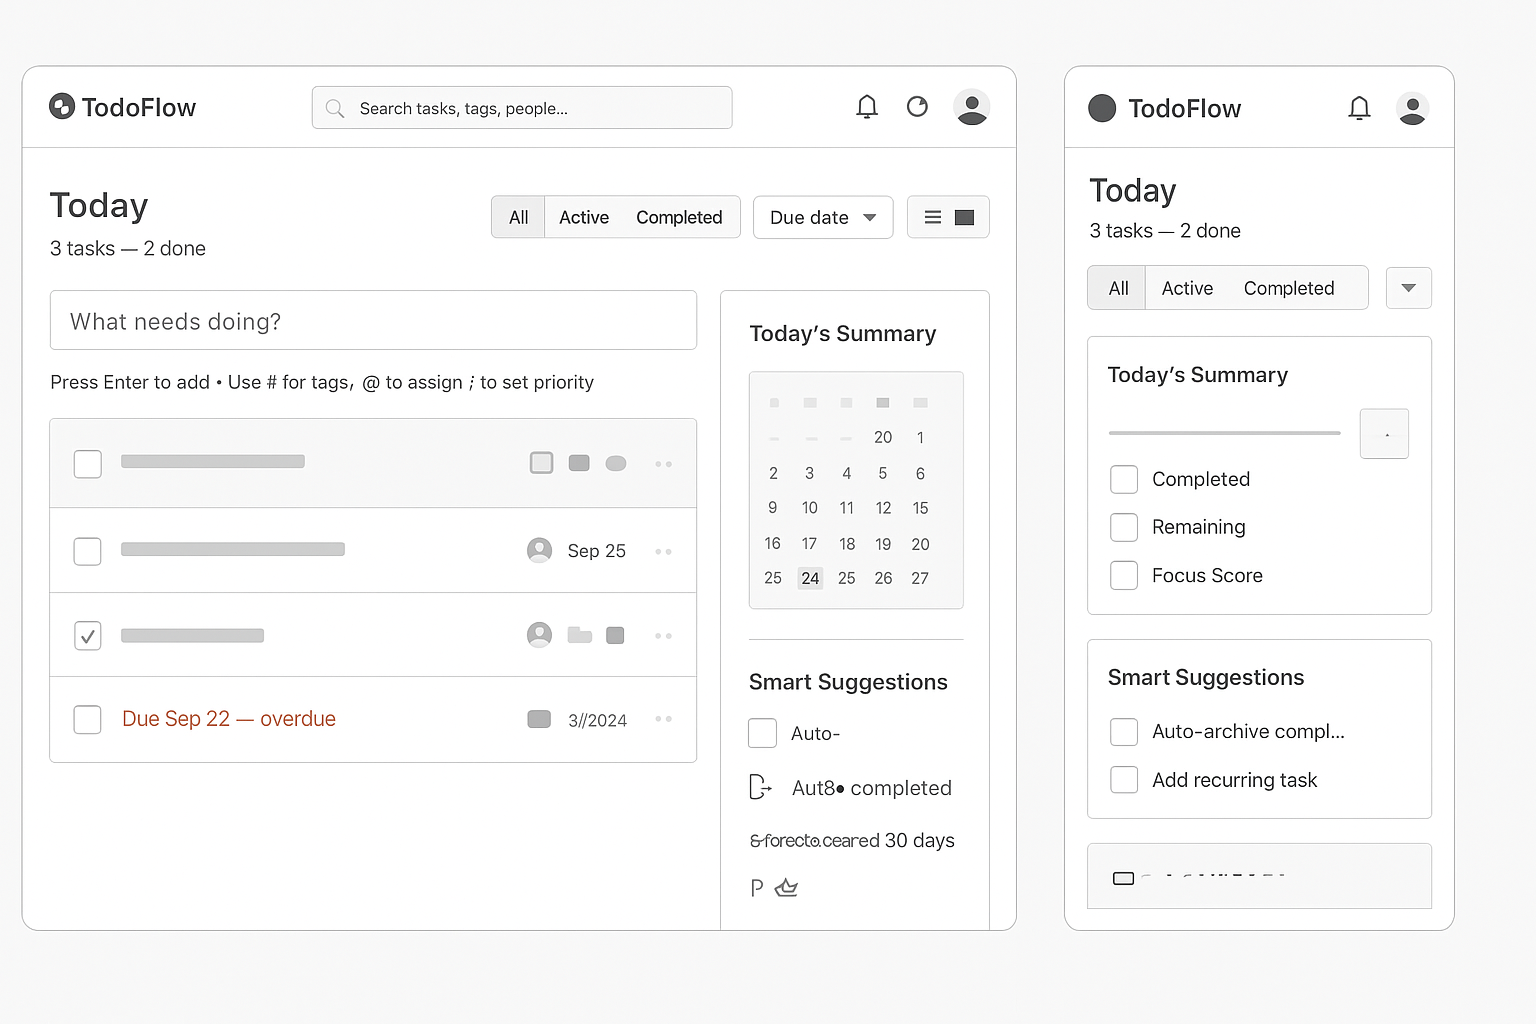 TodoFlow
Search tasks, tags, people...
Today
3 tasks — 2 done
All
Active
Completed
Due date
What needs doing?
Press Enter to add • Use # for tags, @ to assign ; to set priority
Sep 25
Due Sep 22 — overdue
3//2024
Today's Summary
20 1
2 3 4 5 6
9 10 11 12 15
16 17 18 19 20
25 24 25 26 27
Smart Suggestions
Auto-
Aut8• completed
30 days
P
TodoFlow
Today
3 tasks — 2 done
All
Active
Completed
Today's Summary
Completed
Remaining
Focus Score
Smart Suggestions
Auto-archive compl...
Add recurring task